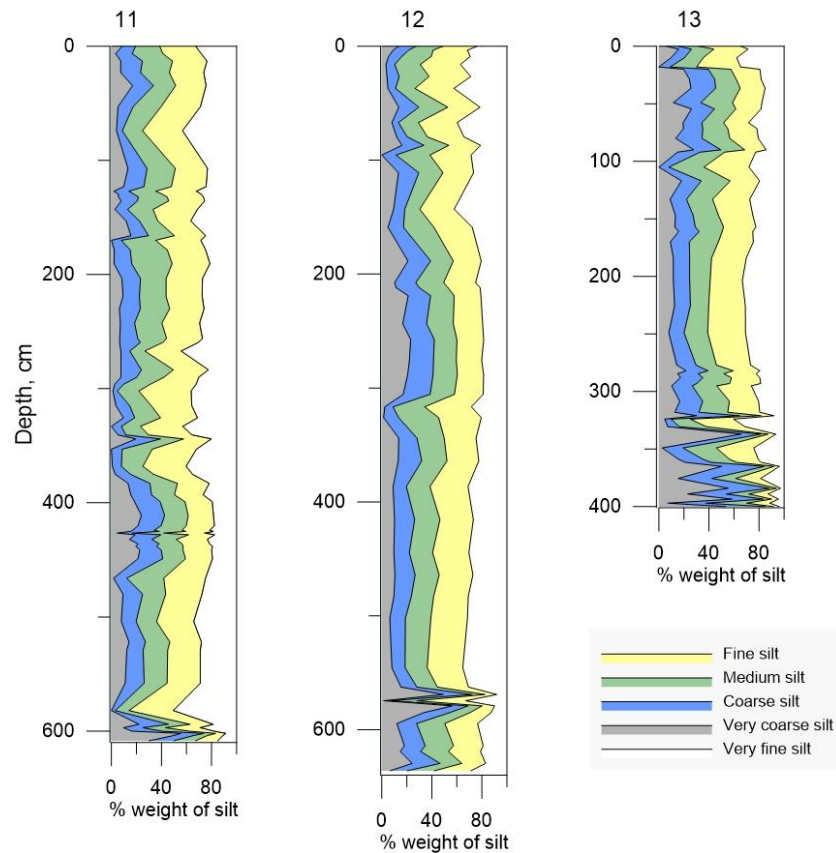 11
12
13
0
200
400
600
Depth, cm
0 40 80
% weight of silt
0
200
400
600
0 40 80
% weight of silt
0
100
200
300
400
0 40 80
% weight of silt
Fine silt
Medium silt
Coarse silt
Very coarse silt
Very fine silt